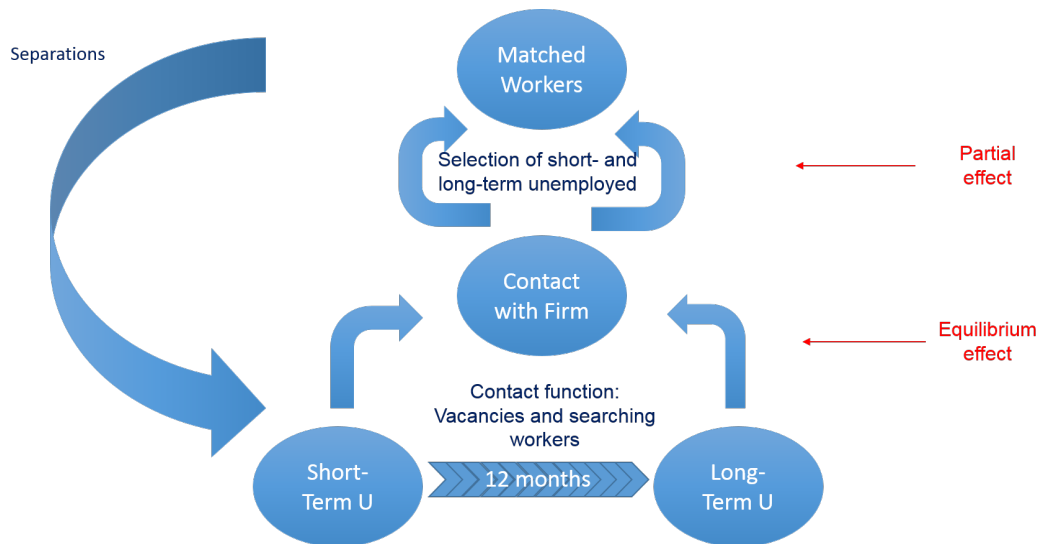 Separations
Matched
Workers
Selection of short- and
long-term unemployed
Partial
effect
Contact
with Firm
Equilibrium
effect
Contact function:
Vacancies and searching
workers
Short-
Term U
12 months
Long-
Term U